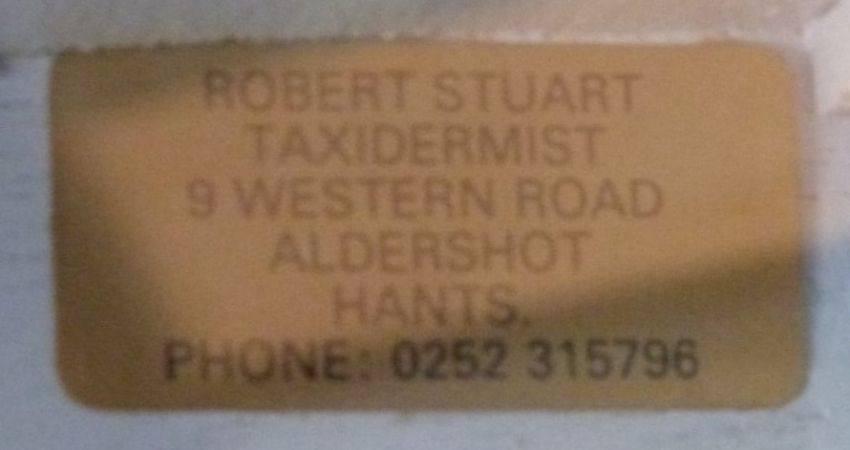 ROBERT STUART
TAXIDERMIST
9 WESTERN ROAD
ALDERSHOT
HANTS.
PHONE: 0252 315796